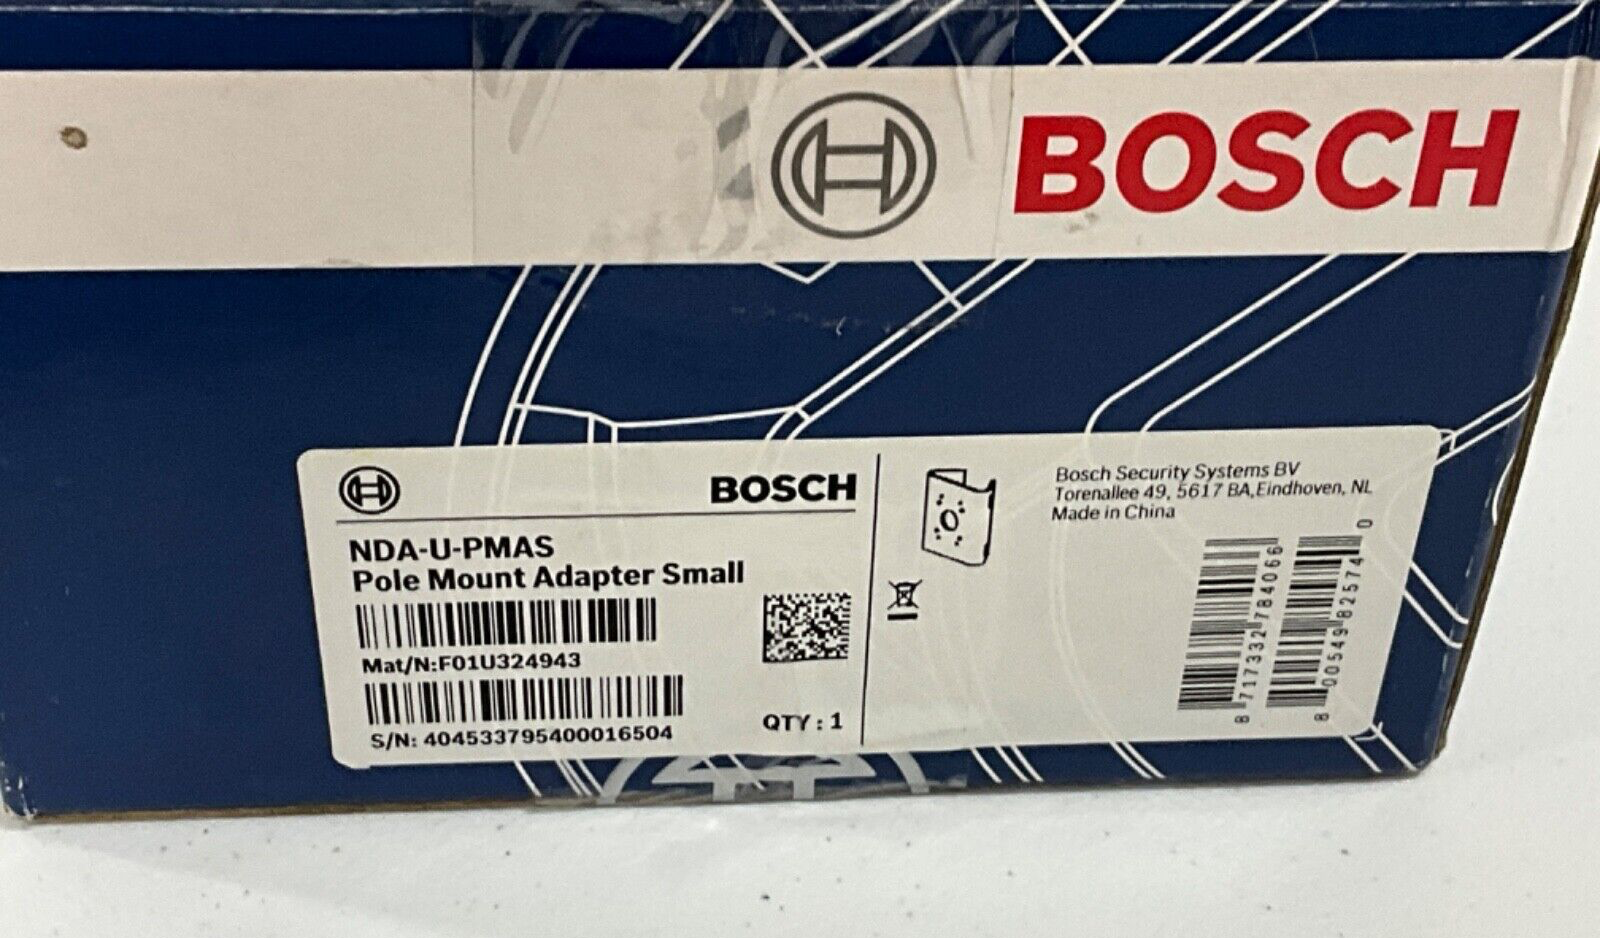 BOSCH
BOSCH
NDA-U-PMAS
Pole Mount Adapter Small
Mat/N:F01U324943
S/N: 404533795400016504
QTY : 1
Bosch Security Systems BV
Torenallee 49, 5617 BA,Eindhoven, NL
Made in China
8 717332 784066
8 00549 82574 0